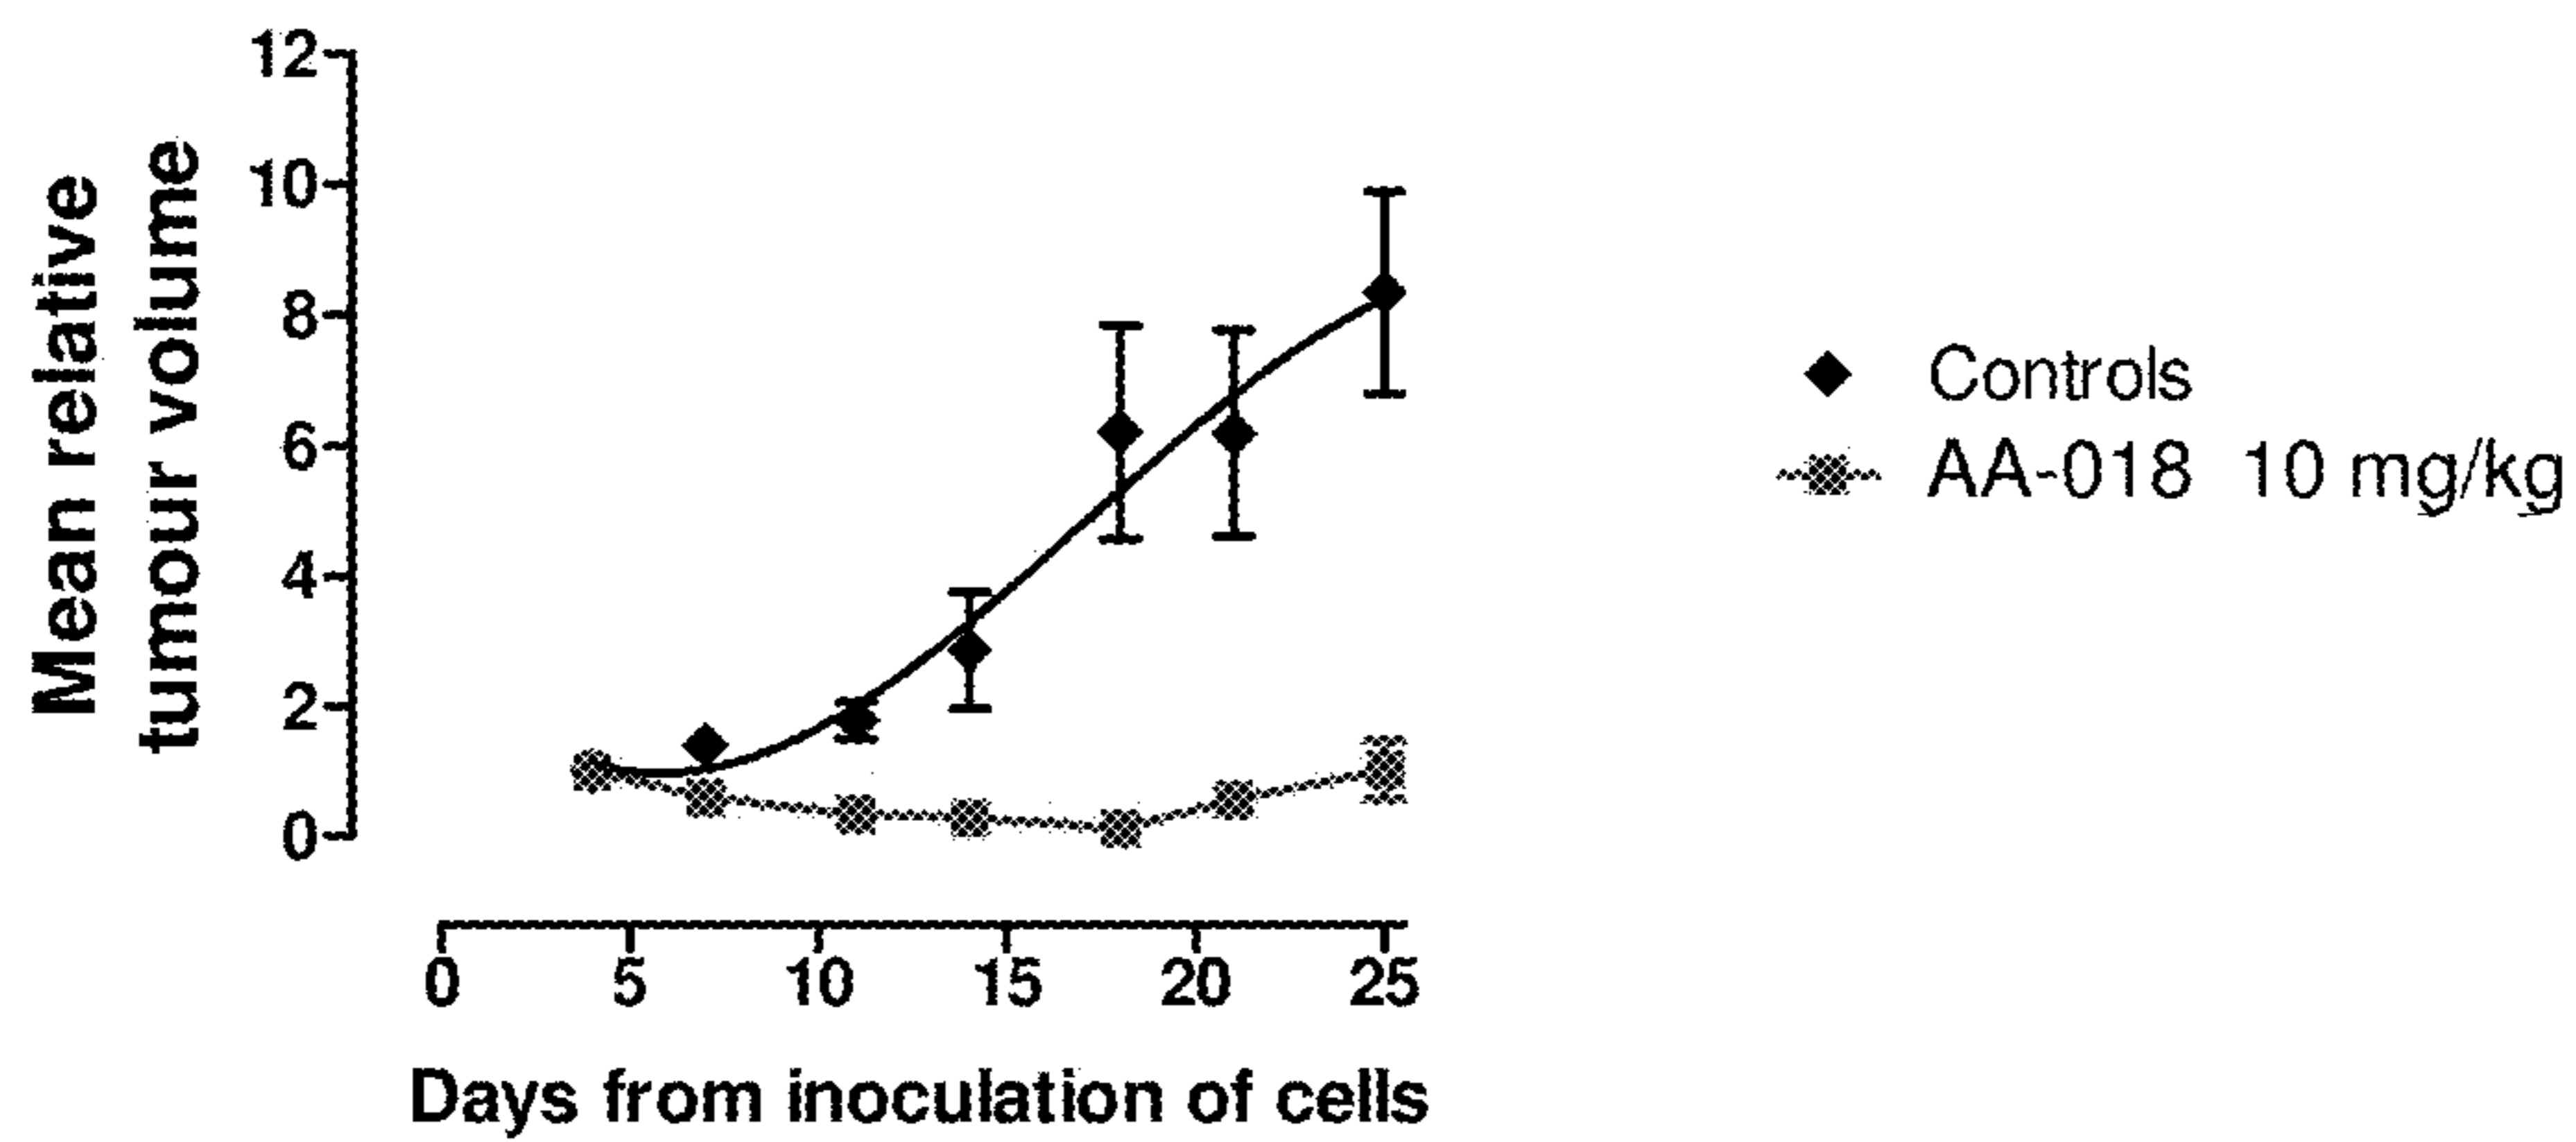 Mean relative
tumour volume
12
10
8
6
4
2
0
0 5 10 15 20 25
Days from inoculation of cells
Controls
AA-018 10 mg/kg